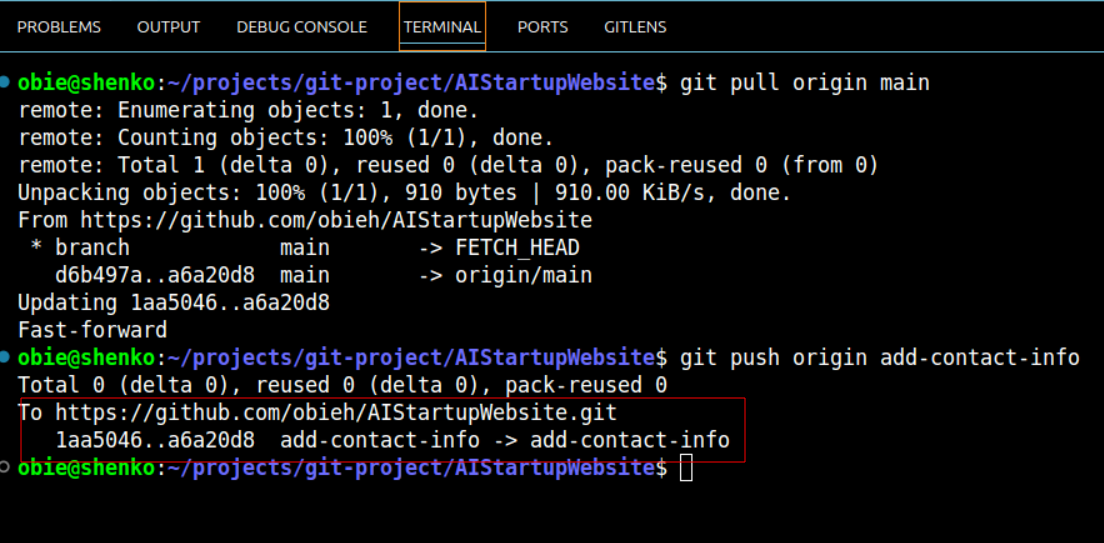 PROBLEMS OUTPUT DEBUG CONSOLE TERMINAL PORTS GITLENS
obie@shenko:~/projects/git-project/AIStartupWebsite$ git pull origin main
remote: Enumerating objects: 1, done.
remote: Counting objects: 100% (1/1), done.
remote: Total 1 (delta 0), reused 0 (delta 0), pack-reused 0 (from 0)
Unpacking objects: 100% (1/1), 910 bytes | 910.00 KiB/s, done.
From https://github.com/obieh/AIStartupWebsite
 * branch            main       -> FETCH_HEAD
   d6b497a..a6a20d8  main       -> origin/main
Updating 1aa5046..a6a20d8
Fast-forward
obie@shenko:~/projects/git-project/AIStartupWebsite$ git push origin add-contact-info
Total 0 (delta 0), reused 0 (delta 0), pack-reused 0
To https://github.com/obieh/AIStartupWebsite.git
   1aa5046..a6a20d8  add-contact-info -> add-contact-info
obie@shenko:~/projects/git-project/AIStartupWebsite$